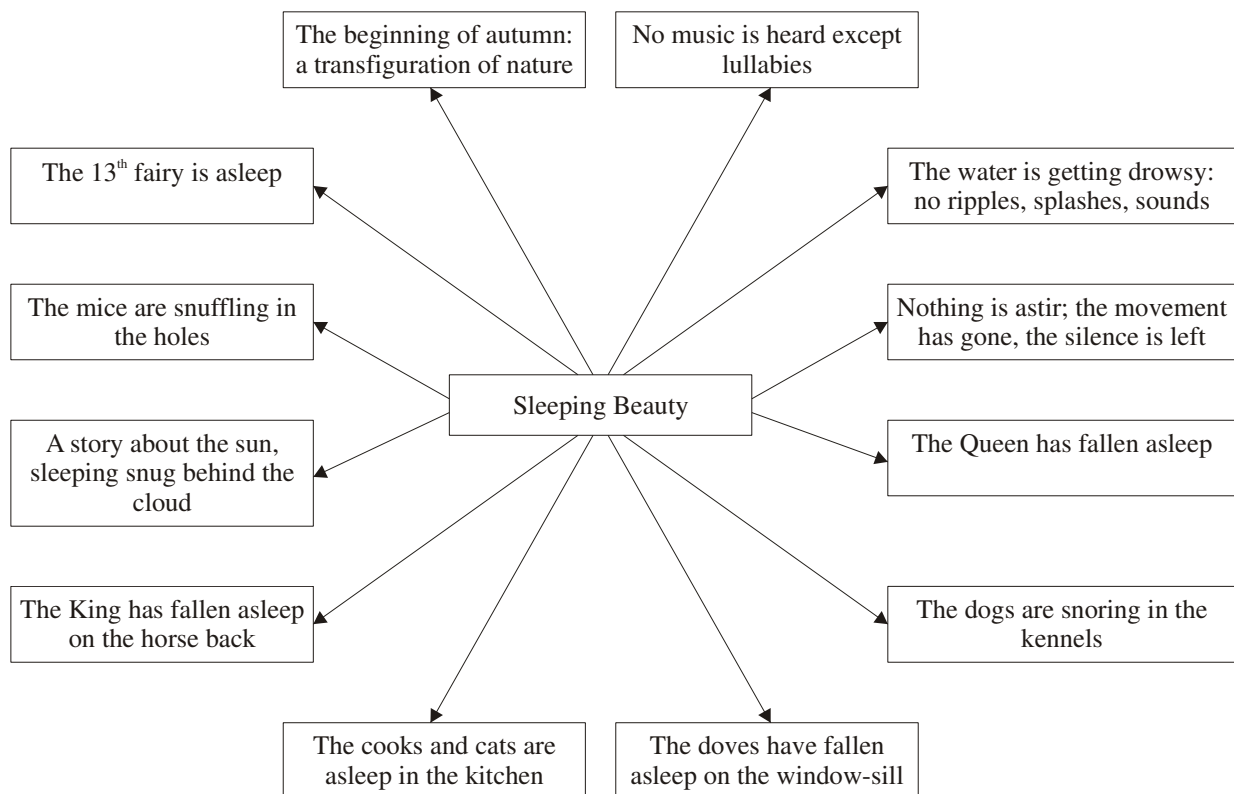 The beginning of autumn:
a transfiguration of nature
No music is heard except
lullabies
The 13th fairy is asleep
The water is getting drowsy:
no ripples, splashes, sounds
The mice are snuffling in
the holes
Nothing is astir; the movement
has gone, the silence is left
Sleeping Beauty
A story about the sun,
sleeping snug behind the
cloud
The Queen has fallen asleep
The King has fallen asleep
on the horse back
The dogs are snoring in the
kennels
The cooks and cats are
asleep in the kitchen
The doves have fallen
asleep on the window-sill